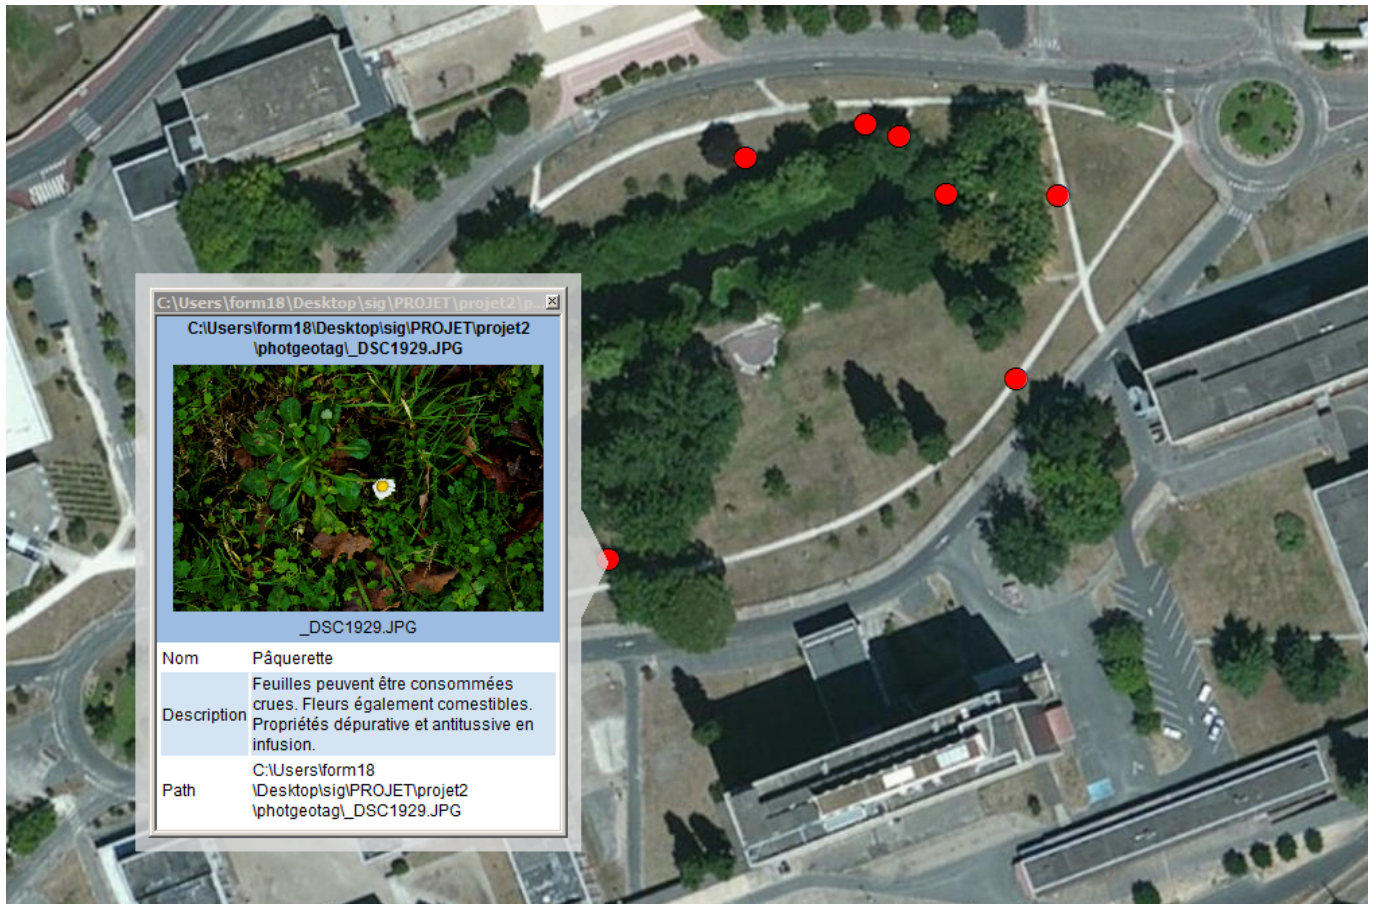 C:\Users\form18\Desktop\sig\PROJET\projet2\p...
C:\Users\form18\Desktop\sig\PROJET\projet2
\photgeotag\_DSC1929.JPG
_DSC1929.JPG
Nom Pâquerette
Description Feuilles peuvent être consommées
crues. Fleurs également comestibles.
Propriétés dépurative et antitussive en
infusion.
Path C:\Users\form18
\Desktop\sig\PROJET\projet2
\photgeotag\_DSC1929.JPG